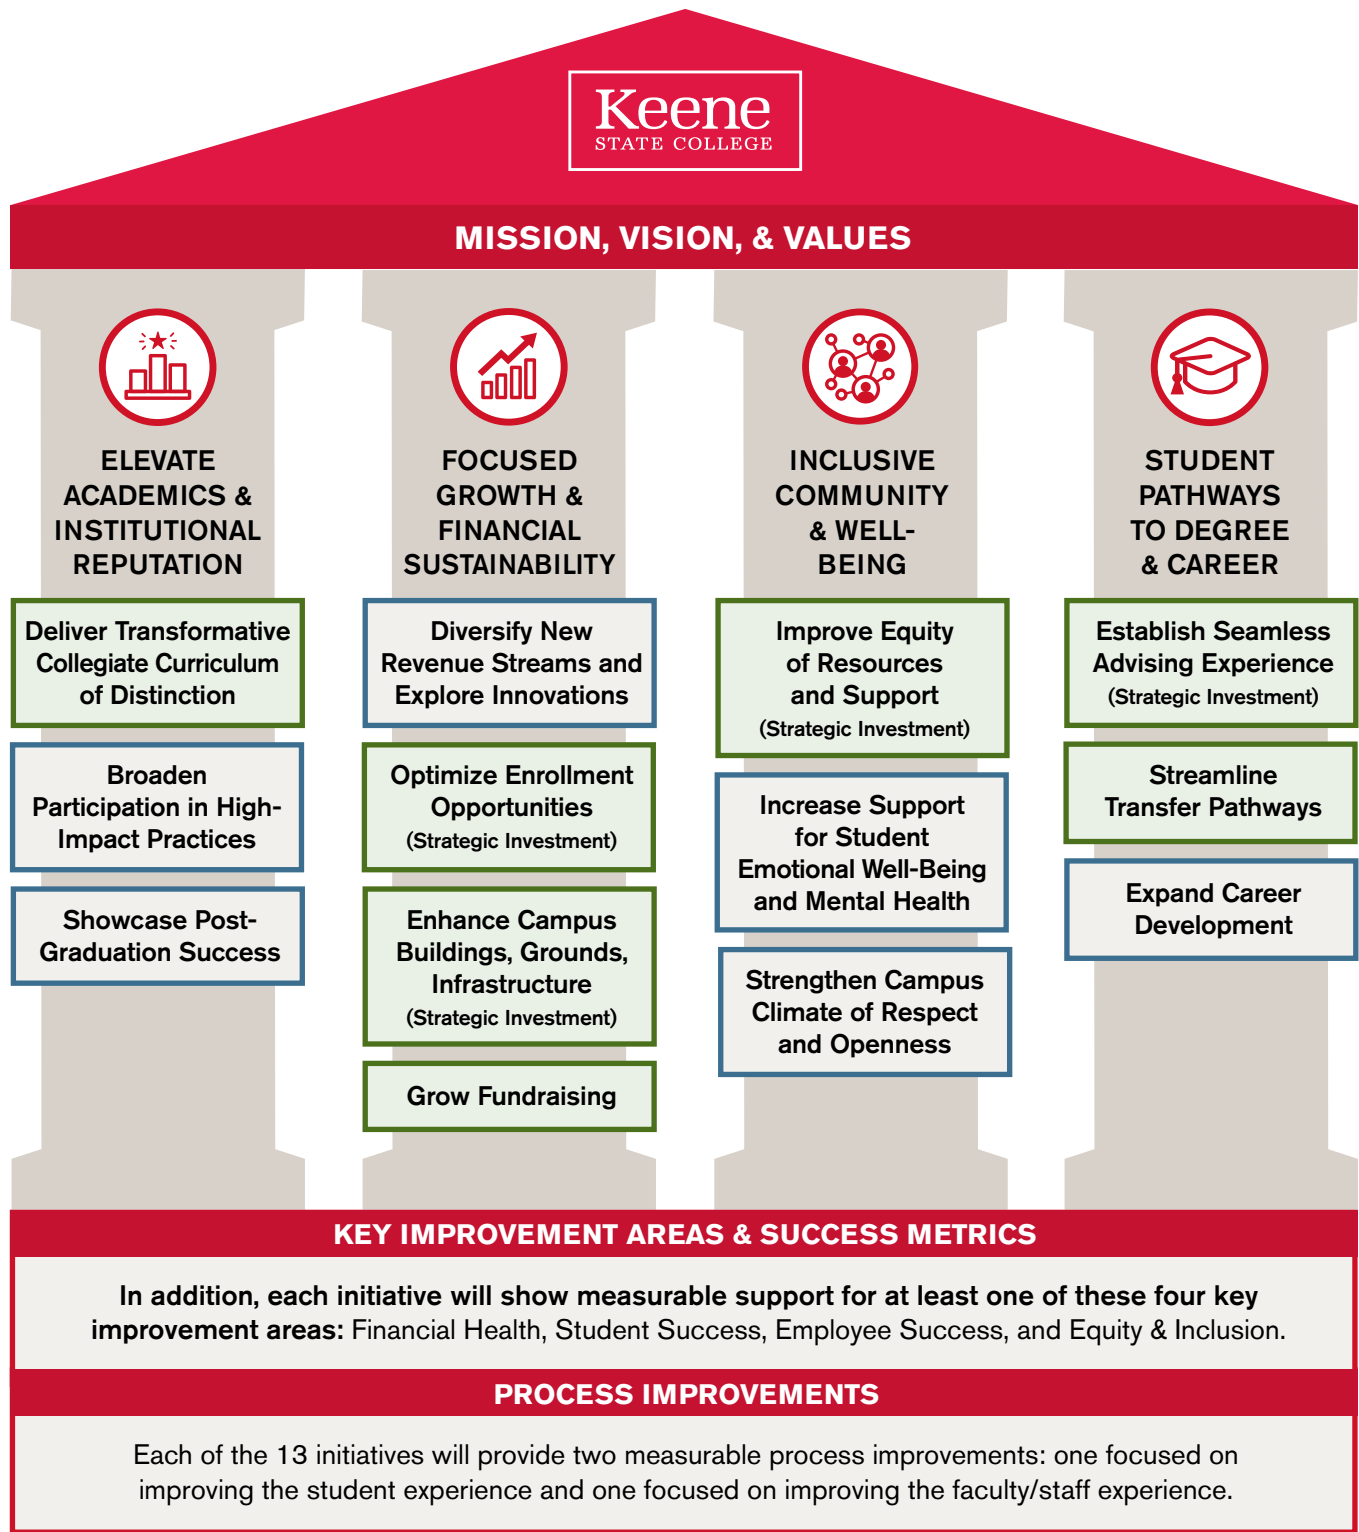 Keene
STATE COLLEGE
MISSION, VISION, & VALUES
ELEVATE
ACADEMICS &
INSTITUTIONAL
REPUTATION
Deliver Transformative
Collegiate Curriculum
of Distinction
Broaden
Participation in High-
Impact Practices
Showcase Post-
Graduation Success
FOCUSED
GROWTH &
FINANCIAL
SUSTAINABILITY
Diversify New
Revenue Streams and
Explore Innovations
Optimize Enrollment
Opportunities
(Strategic Investment)
Enhance Campus
Buildings, Grounds,
Infrastructure
(Strategic Investment)
Grow Fundraising
INCLUSIVE
COMMUNITY
& WELL-
BEING
Improve Equity
of Resources
and Support
(Strategic Investment)
Increase Support
for Student
Emotional Well-Being
and Mental Health
Strengthen Campus
Climate of Respect
and Openness
STUDENT
PATHWAYS
TO DEGREE
& CAREER
Establish Seamless
Advising Experience
(Strategic Investment)
Streamline
Transfer Pathways
Expand Career
Development
KEY IMPROVEMENT AREAS & SUCCESS METRICS
In addition, each initiative will show measurable support for at least one of these four key
improvement areas: Financial Health, Student Success, Employee Success, and Equity & Inclusion.
PROCESS IMPROVEMENTS
Each of the 13 initiatives will provide two measurable process improvements: one focused on
improving the student experience and one focused on improving the faculty/staff experience.